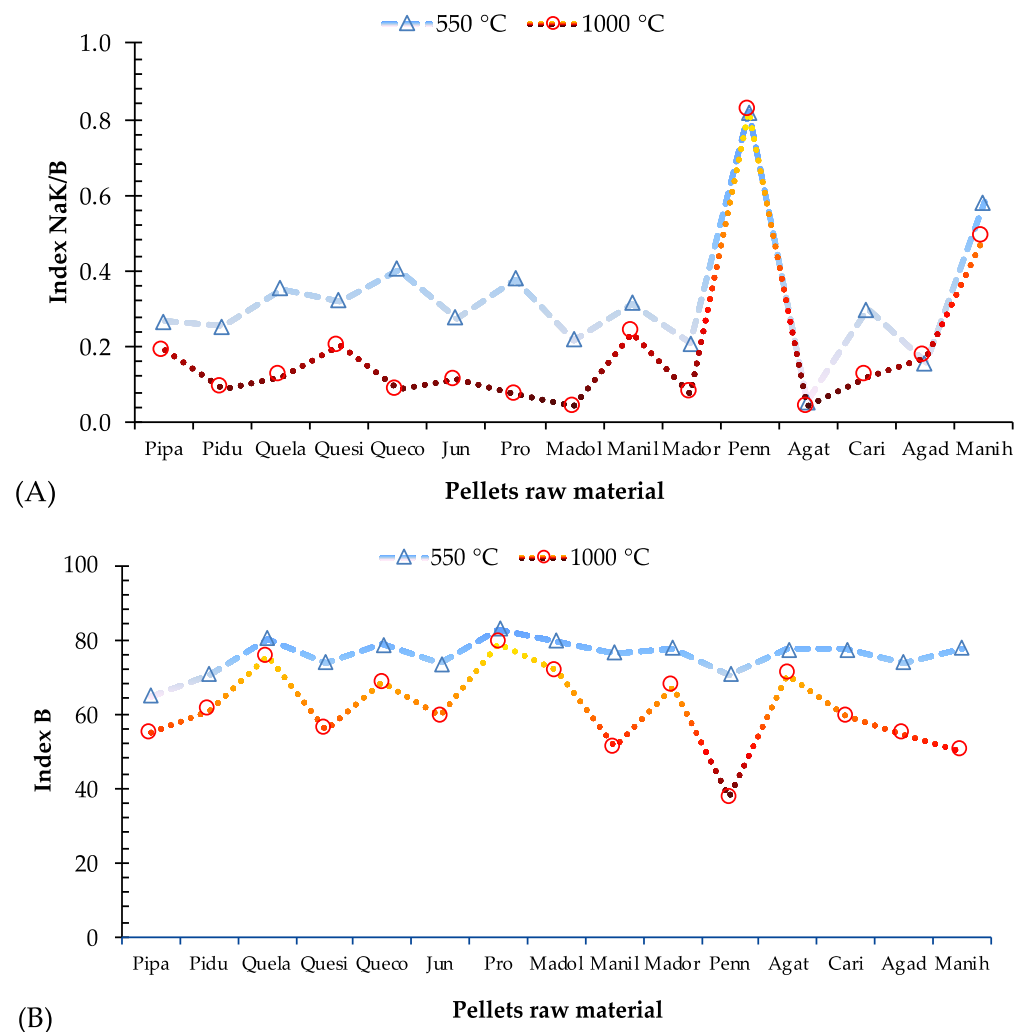 550 °C 1000 °C
1.0
0.8
0.6
0.4
0.2
0.0
Index NaK/B
Pipa Pidu Quela Quesi Queco Jun Pro Madol Manil Mador Penn Agat Cari Agad Manih
(A)
Pellets raw material
550 °C 1000 °C
100
80
60
40
20
0
Index B
Pipa Pidu Quela Quesi Queco Jun Pro Madol Manil Mador Penn Agat Cari Agad Manih
(B)
Pellets raw material